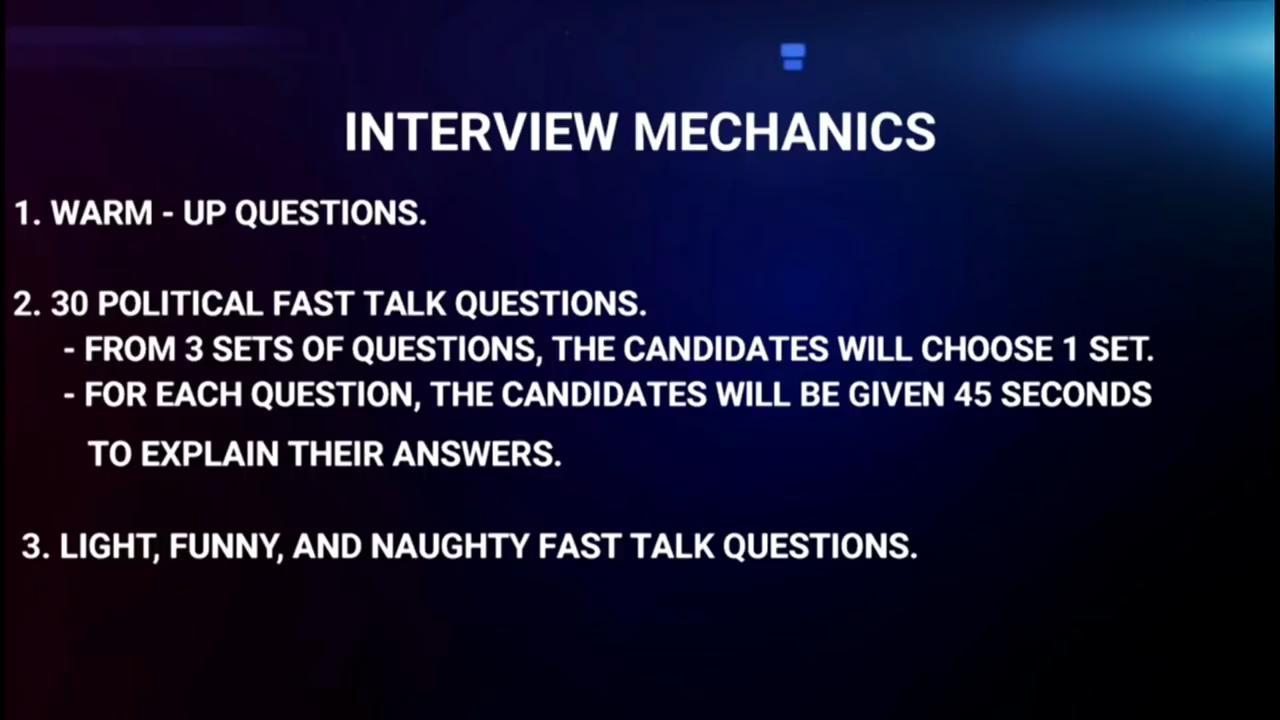 INTERVIEW MECHANICS
1. WARM - UP QUESTIONS.
2. 30 POLITICAL FAST TALK QUESTIONS.
- FROM 3 SETS OF QUESTIONS, THE CANDIDATES WILL CHOOSE 1 SET.
- FOR EACH QUESTION, THE CANDIDATES WILL BE GIVEN 45 SECONDS
TO EXPLAIN THEIR ANSWERS.
3. LIGHT, FUNNY, AND NAUGHTY FAST TALK QUESTIONS.